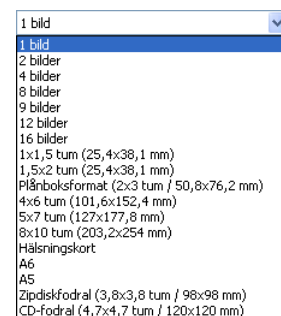 1 bild
1 bild
2 bilder
4 bilder
8 bilder
9 bilder
12 bilder
16 bilder
1x1,5 tum (25,4x38,1 mm)
1,5x2 tum (25,4x38,1 mm)
Plånboksformat (2x3 tum / 50,8x76,2 mm)
4x6 tum (101,6x152,4 mm)
5x7 tum (127x177,8 mm)
8x10 tum (203,2x254 mm)
Hälsningskort
A6
A5
Zipdiskfodral (3,8x3,8 tum / 98x98 mm)
CD-fodral (4,7x4,7 tum / 120x120 mm)